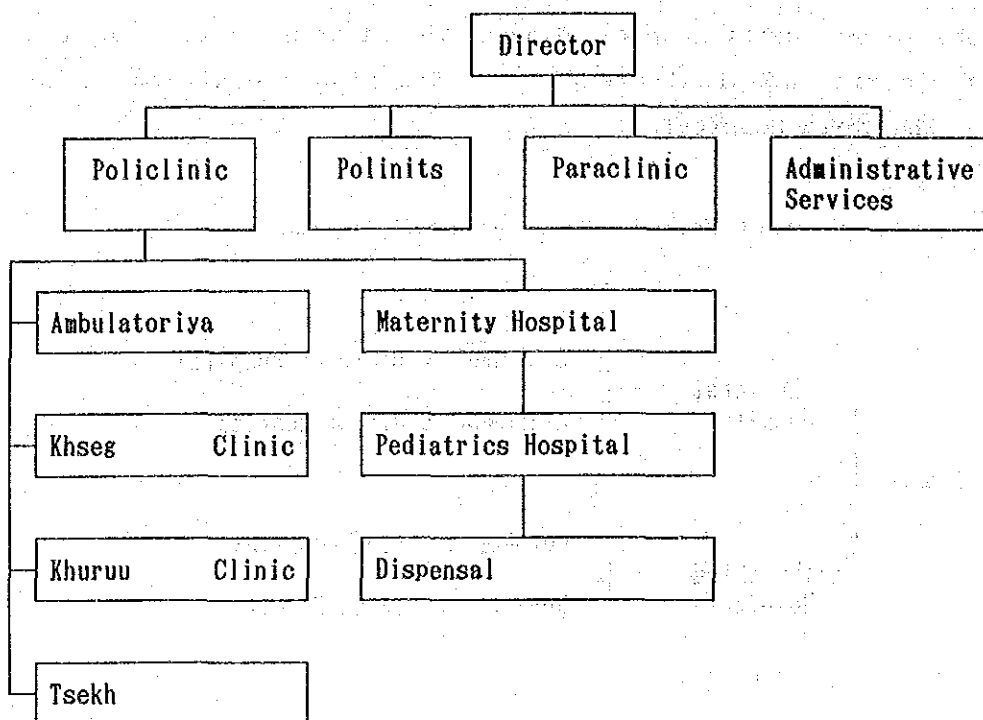 Director
Policlinic
Polinits
Paraclinic
Administrative
Services
Ambulatoriya
Maternity Hospital
Khseg Clinic
Pediatrics Hospital
Khuruu Clinic
Dispensal
Tsekh